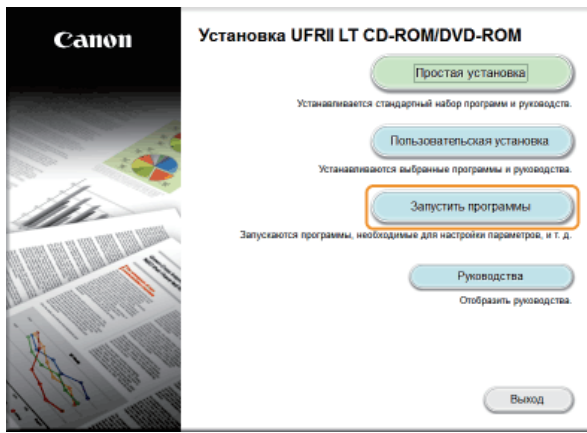 Canon
Установка UFRII LT CD-ROM/DVD-ROM
Простая установка
Устанавливается стандартный набор программ и руководств.
Пользовательская установка
Устанавливаются выбранные программы и руководства.
Запустить программы
Запускаются программы, необходимые для настройки параметров, и т. д.
Руководства
Отобразить руководства.
Выход